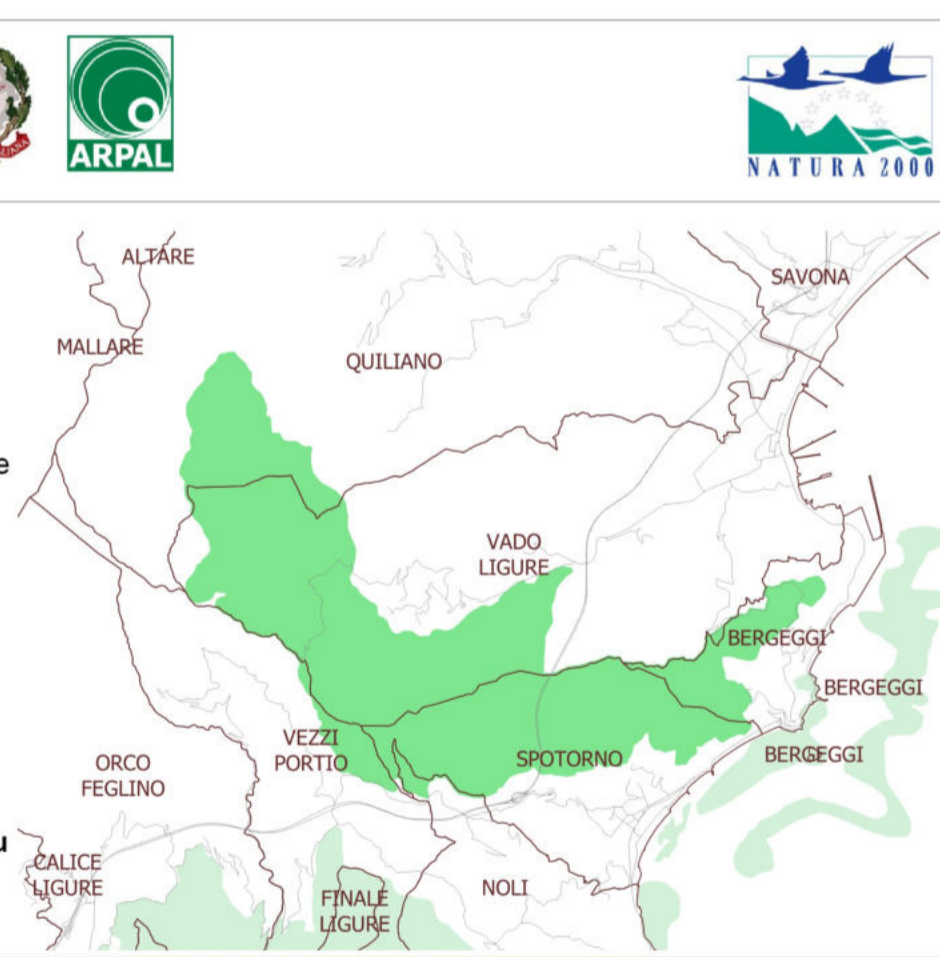 ARPAL
NATURA 2000
ALTARE
SAVONA
MALLARE
QUILIANO
e
VADO
LIGURE
BERGEGGI
BERGEGGI
VEZZI
PORTIO
SPOTORNO
BERGEGGI
ORCO
FEGLINO
u
CALICE
LIGURE
FINALE
LIGURE
NOLI